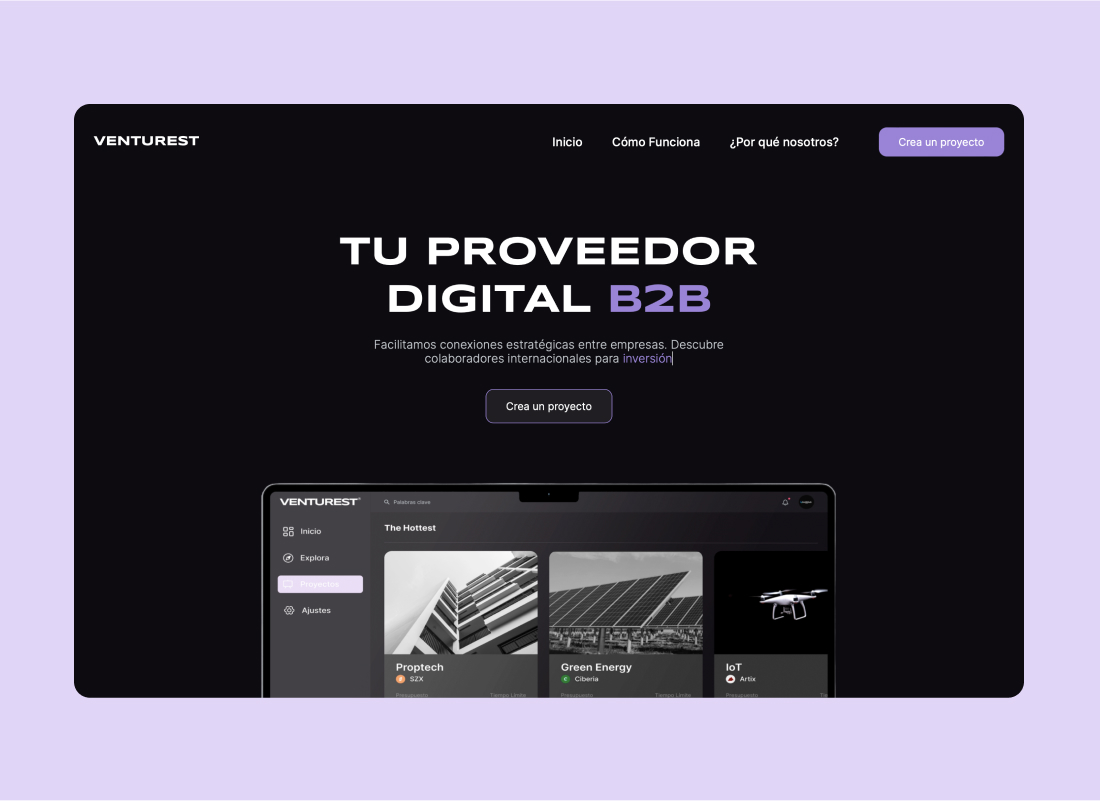 VENTUREST
Inicio
Cómo Funciona
¿Por qué nosotros?
Crea un proyecto
TU PROVEEDOR
DIGITAL B2B
Facilitamos conexiones estratégicas entre empresas. Descubre
colaboradores internacionales para inversión
Crea un proyecto
VENTUREST
Palabras clave
Inicio
Explora
Proyectos
Ajustes
The Hottest
Proptech
SZX
Presupuesto
Tiempo Límite
Green Energy
Ciberia
Presupuesto
Tiempo Límite
IoT
Artix
Presupuesto